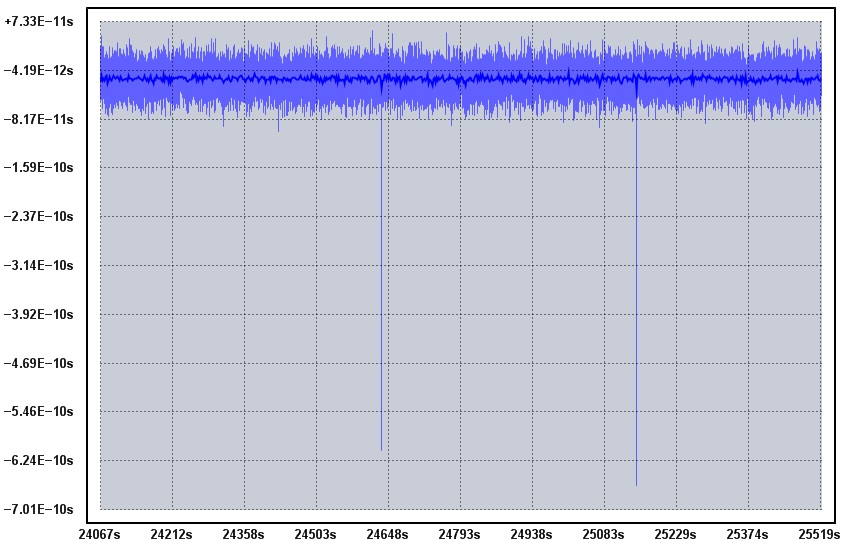 +7.33E−11s
−4.19E−12s
−8.17E−11s
−1.59E−10s
−2.37E−10s
−3.14E−10s
−3.92E−10s
−4.69E−10s
−5.46E−10s
−6.24E−10s
−7.01E−10s
24067s 24212s 24358s 24503s 24648s 24793s 24938s 25083s 25229s 25374s 25519s